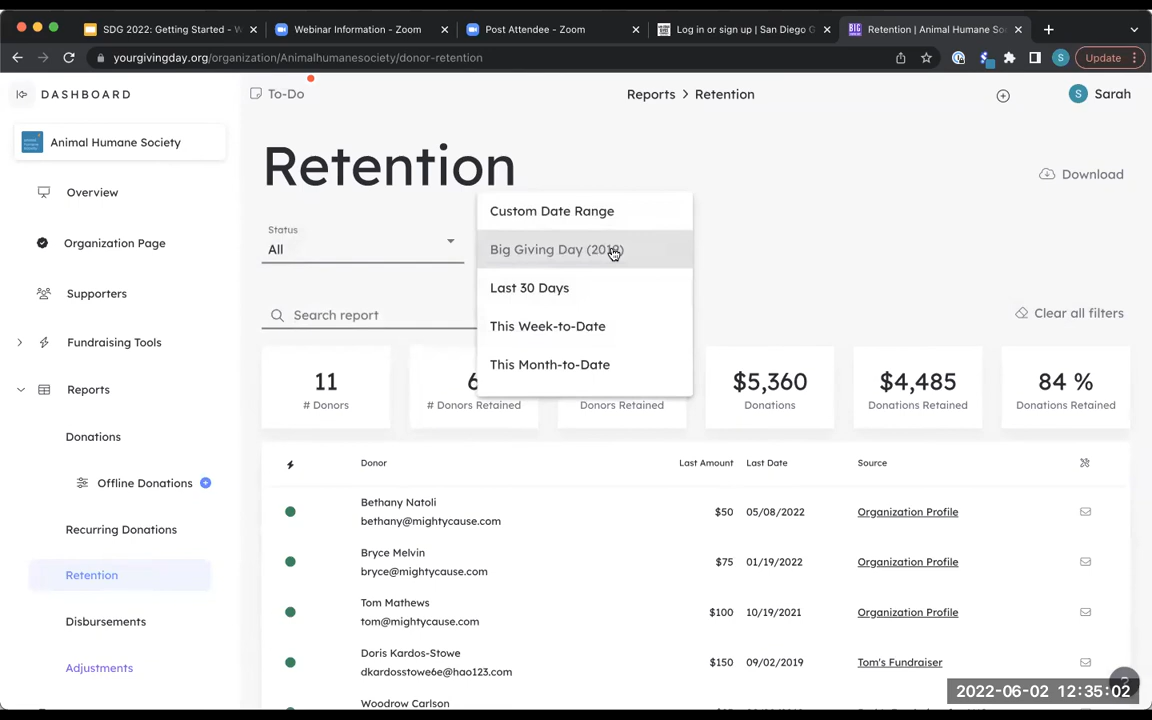 SDG 2022: Getting Started - W
Webinar Information - Zoom
Post Attendee - Zoom
Log in or sign up | San Diego G
BIG
Retention | Animal Humane So
yourgivingday.org/organization/Animalhumanesociety/donor-retention
S
Update
DASHBOARD
To-Do
Reports > Retention
S
Sarah
Animal Humane Society
Retention
Download
Overview
Organization Page
Supporters
Fundraising Tools
Reports
Donations
Offline Donations
Recurring Donations
Retention
Disbursements
Adjustments
Status
All
Custom Date Range
Big Giving Day
Last 30 Days
This Week-to-Date
This Month-to-Date
Search report
Clear all filters
11
# Donors
6
# Donors Retained
Donors Retained
$5,360
Donations
$4,485
Donations Retained
84 %
Donations Retained
Donor Last Amount Last Date Source
Bethany Natoli
bethany@mightycause.com
$50 05/08/2022 Organization Profile
Bryce Melvin
bryce@mightycause.com
$75 01/19/2022 Organization Profile
Tom Mathews
tom@mightycause.com
$100 10/19/2021 Organization Profile
Doris Kardos-Stowe
dkardosstowe6e@hao123.com
$150 09/02/2019 Tom's Fundraiser
Woodrow Carlson
?
2022-06-02 12:35:02